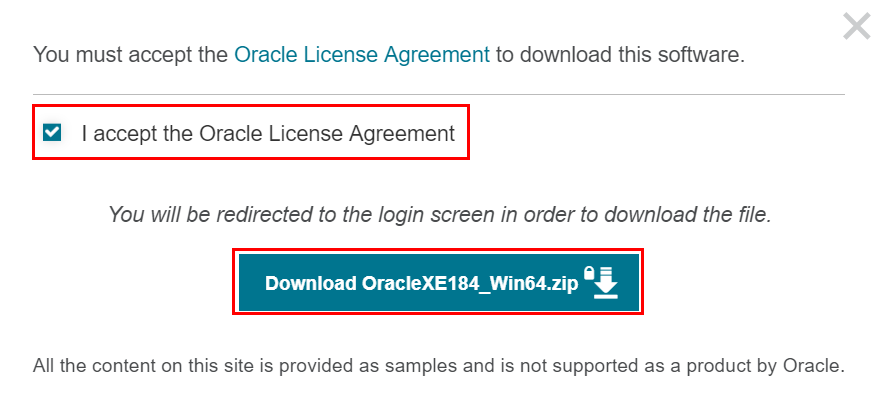 You must accept the Oracle License Agreement to download this software.
I accept the Oracle License Agreement
You will be redirected to the login screen in order to download the file.
Download OracleXE184_Win64.zip
All the content on this site is provided as samples and is not supported as a product by Oracle.